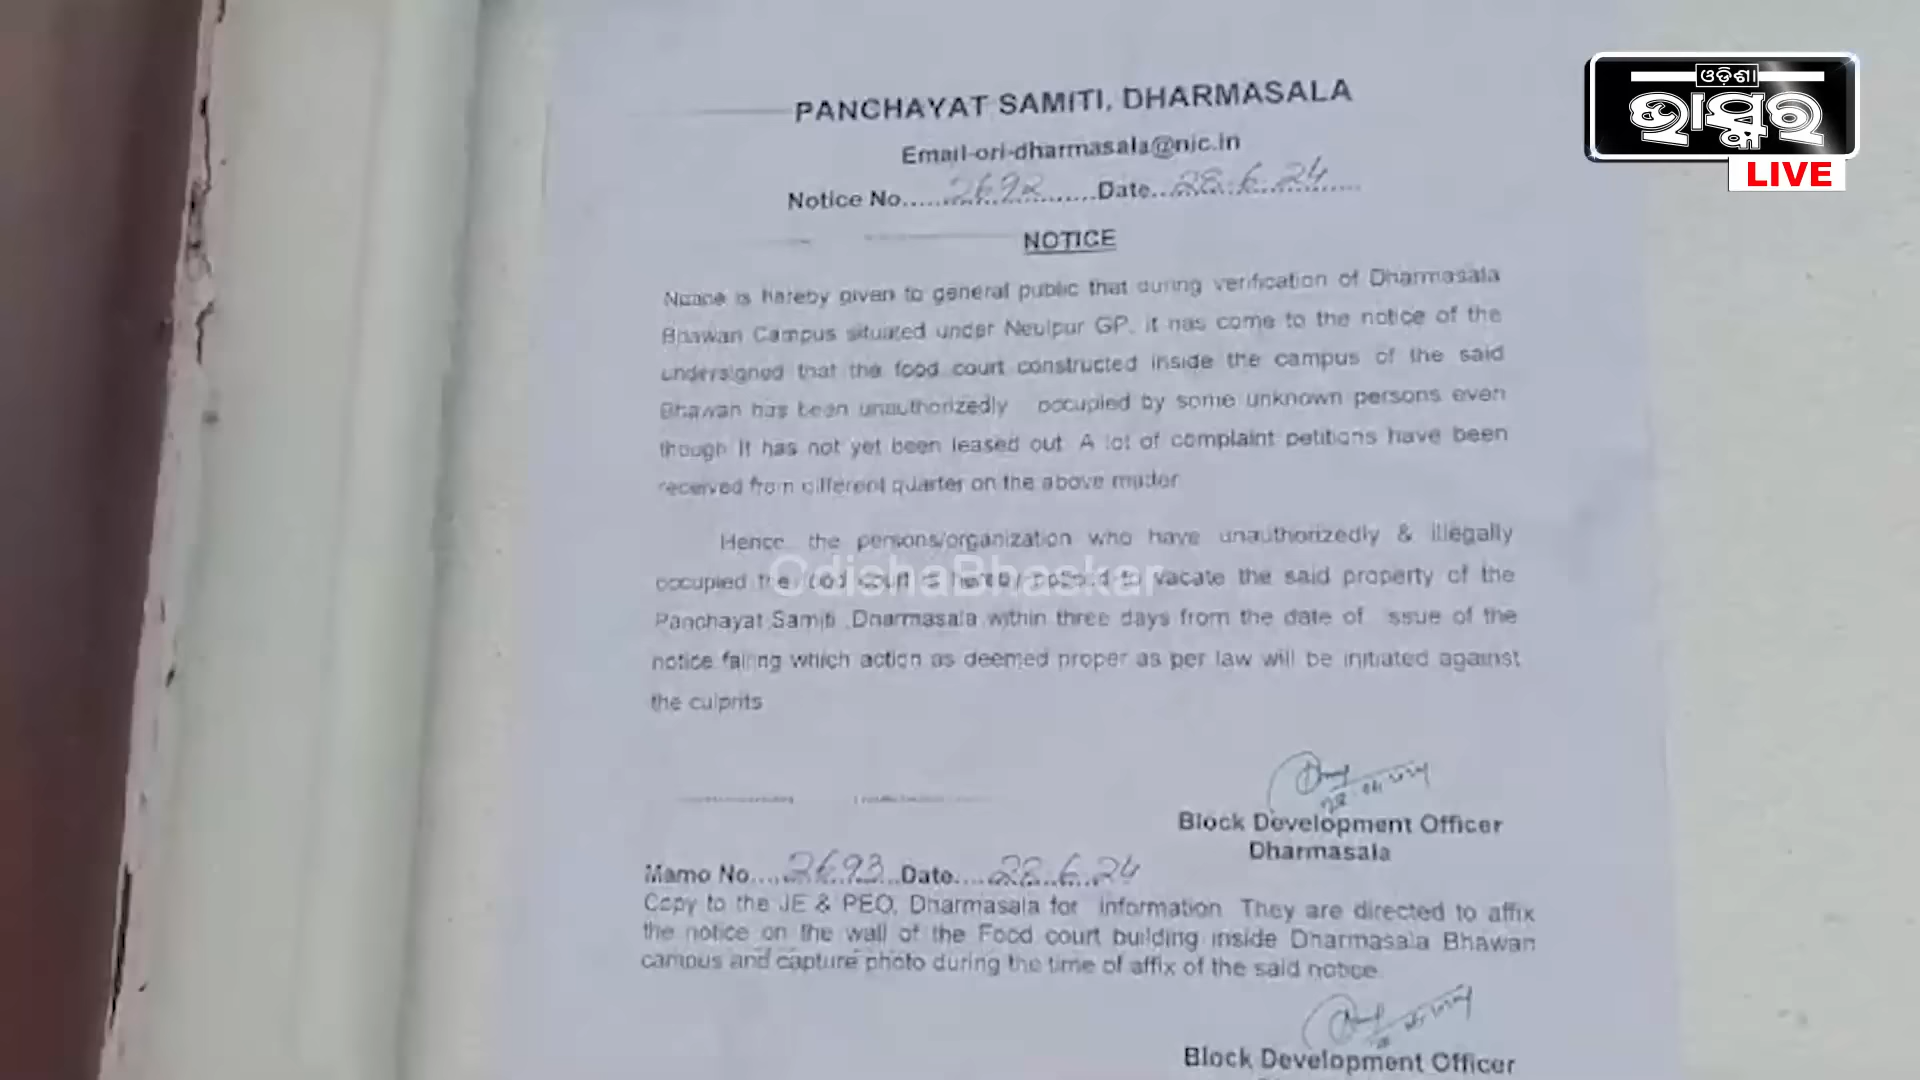 PANCHAYAT SAMITI, DHARMASALA
ଓଡ଼ିଶା
ଭାସ୍କର
LIVE
Email-ori-dharmasala@nic.in
Notice No......2692......Date...28.6.24......
NOTICE
Notice is hereby given to general public that during verification of Dharmasala
Bhawan Campus situated under Neulpur GP, it has come to the notice of the
undersigned that the food court constructed inside the campus of the said
Bhawan has been unauthorizedly occupied by some unknown persons even
though it has not yet been leased out. A lot of complaint petitions have been
received from different quarter on the above matter
Hence, the persons/organization who have unauthorizedly & illegally
occupied the food court is hereby noticed to vacate the said property of the
OdishaBhaskar
Panchayat Samiti ,Dharmasala within three days from the date of issue of the
notice failing which action as deemed proper as per law will be initiated against
the culprits
Block Development Officer
Dharmasala
Mamo No.....2693...Date....28.6.24
Copy to the JE & PEO, Dharmasala for information. They are directed to affix
the notice on the wall of the Food court building inside Dharmasala Bhawan
campus and capture photo during the time of affix of the said notice.
Block Development Officer